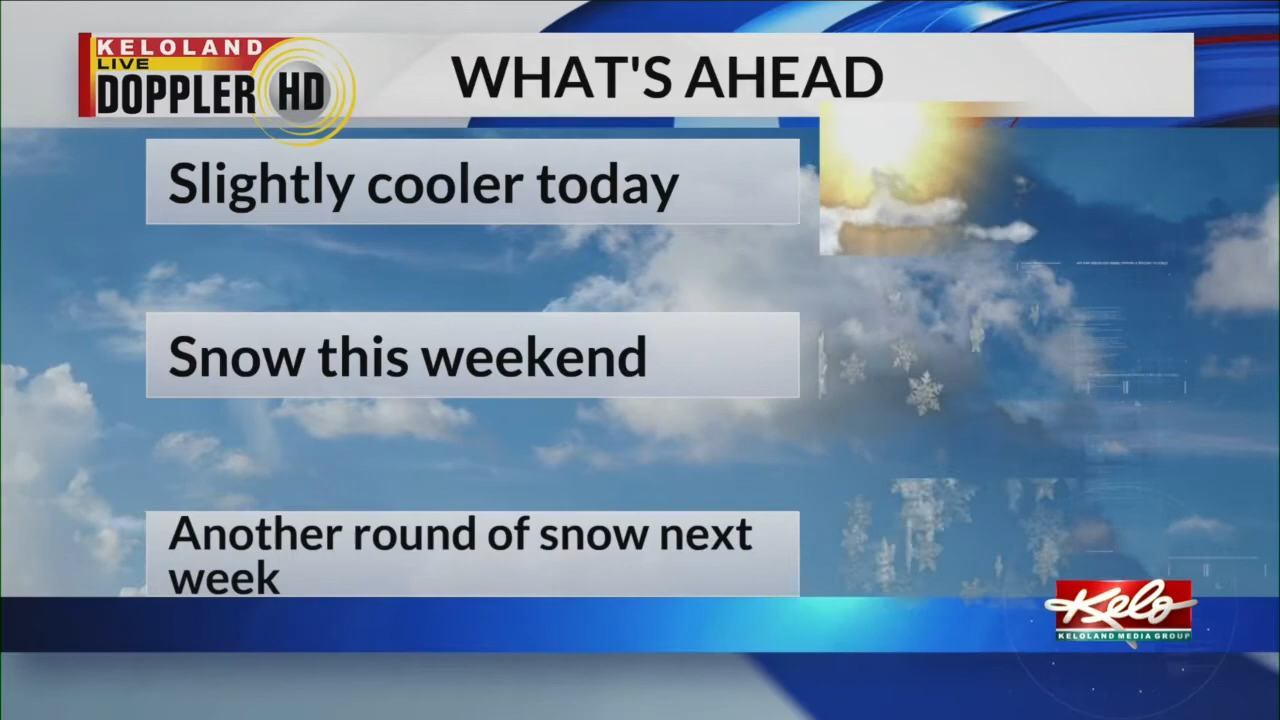 KELOLAND
LIVE
DOPPLER HD
WHAT'S AHEAD
Slightly cooler today
Snow this weekend
Another round of snow next
week
Kelo
KELOLAND MEDIA GROUP